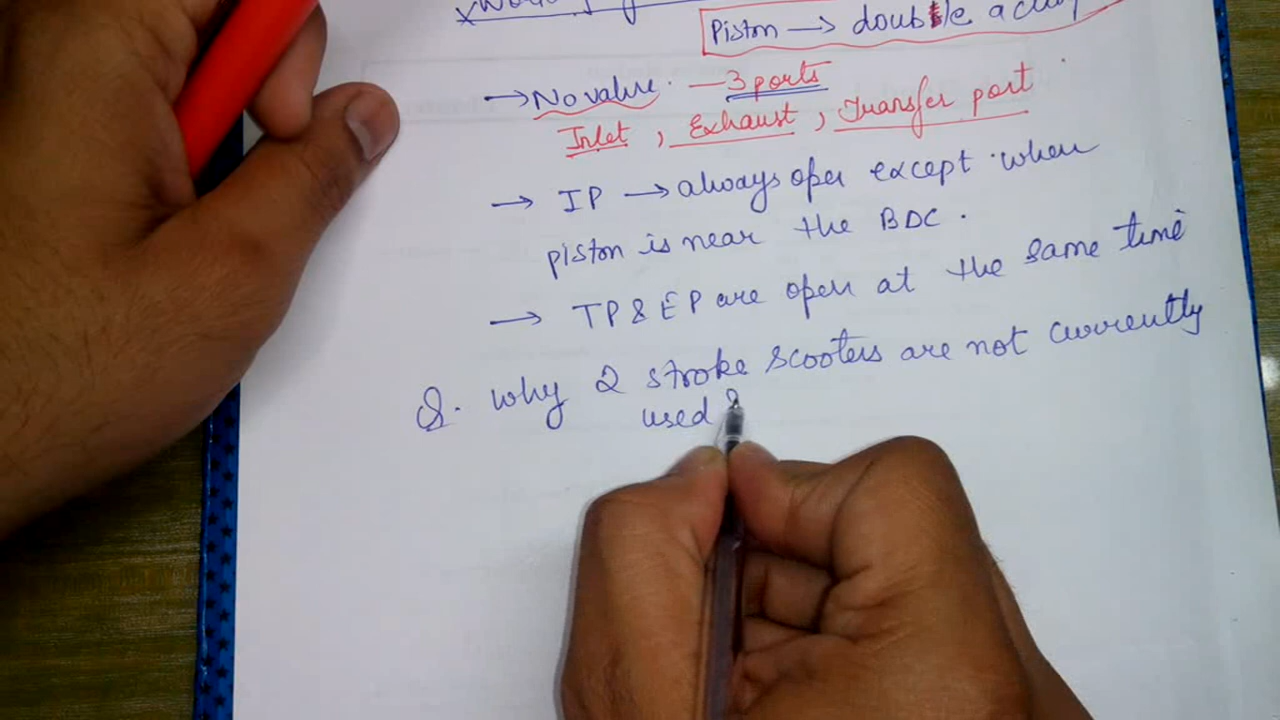 Piston → double acting
→ No valve. — 3 ports
Inlet, Exhaust, Transfer port
→ IP → always open except when
piston is near the BDC.
→ TP & EP are open at the same time
Q. why 2 stroke scooters are not currently
used ?